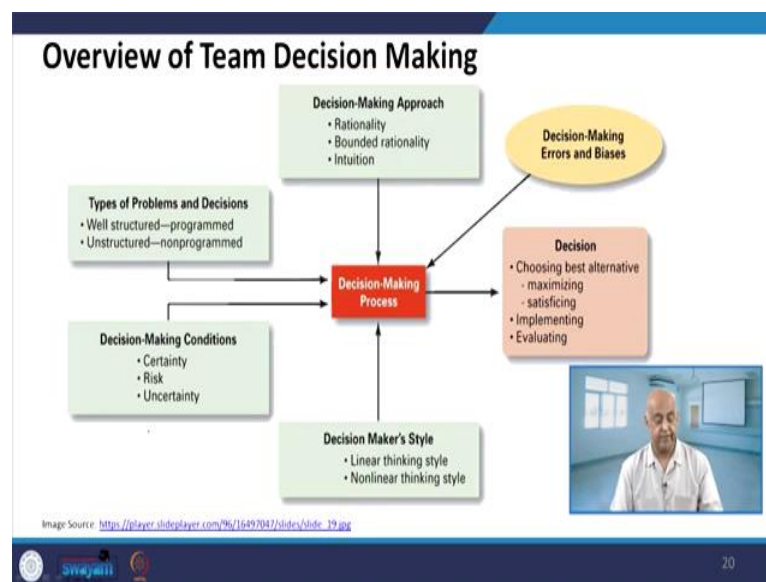 Overview of Team Decision Making
Decision-Making Approach
• Rationality
• Bounded rationality
• Intuition
Decision-Making
Errors and Biases
Types of Problems and Decisions
• Well structured—programmed
• Unstructured—nonprogrammed
Decision-Making
Process
Decision
• Choosing best alternative
- maximizing
- satisficing
• Implementing
• Evaluating
Decision-Making Conditions
• Certainty
• Risk
• Uncertainty
Decision Maker's Style
• Linear thinking style
• Nonlinear thinking style
Image Source: https://player.slideplayer.com/96/16497047/slides/slide_19.jpg
swayam
20